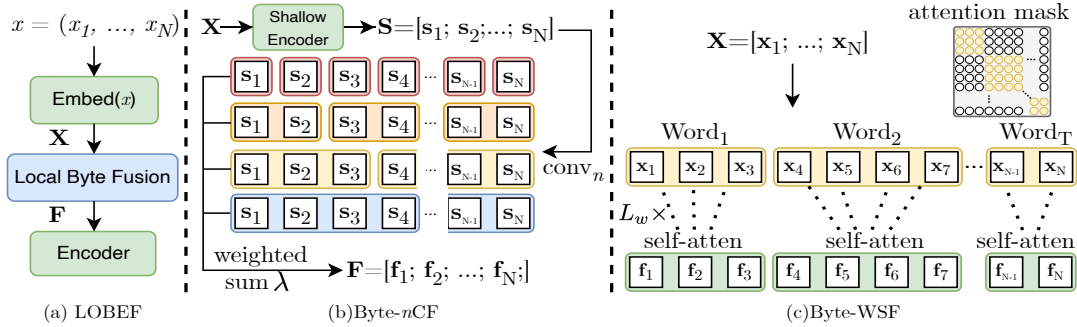 x = (x1, ..., xN)
Embed(x)
X
Local Byte Fusion
F
Encoder
(a) LOBEF
X
Shallow
Encoder
S=[s1; s2;...; sN]
s1 s2 s3 s4 ... sN-1 sN
s1 s2 s3 s4 ... sN-1 sN
s1 s2 s3 s4 ... sN-1 sN
s1 s2 s3 s4 ... sN-1 sN
convn
weighted
sum λ
F=[f1; f2; ...; fN;]
(b)Byte-nCF
attention mask
X=[x1; ...; xN]
Word1 Word2 WordT
x1 x2 x3 x4 x5 x6 x7 ... xN-1 xN
Lw×
self-atten self-atten self-atten
f1 f2 f3 f4 f5 f6 f7 fN-1 fN
(c)Byte-WSF